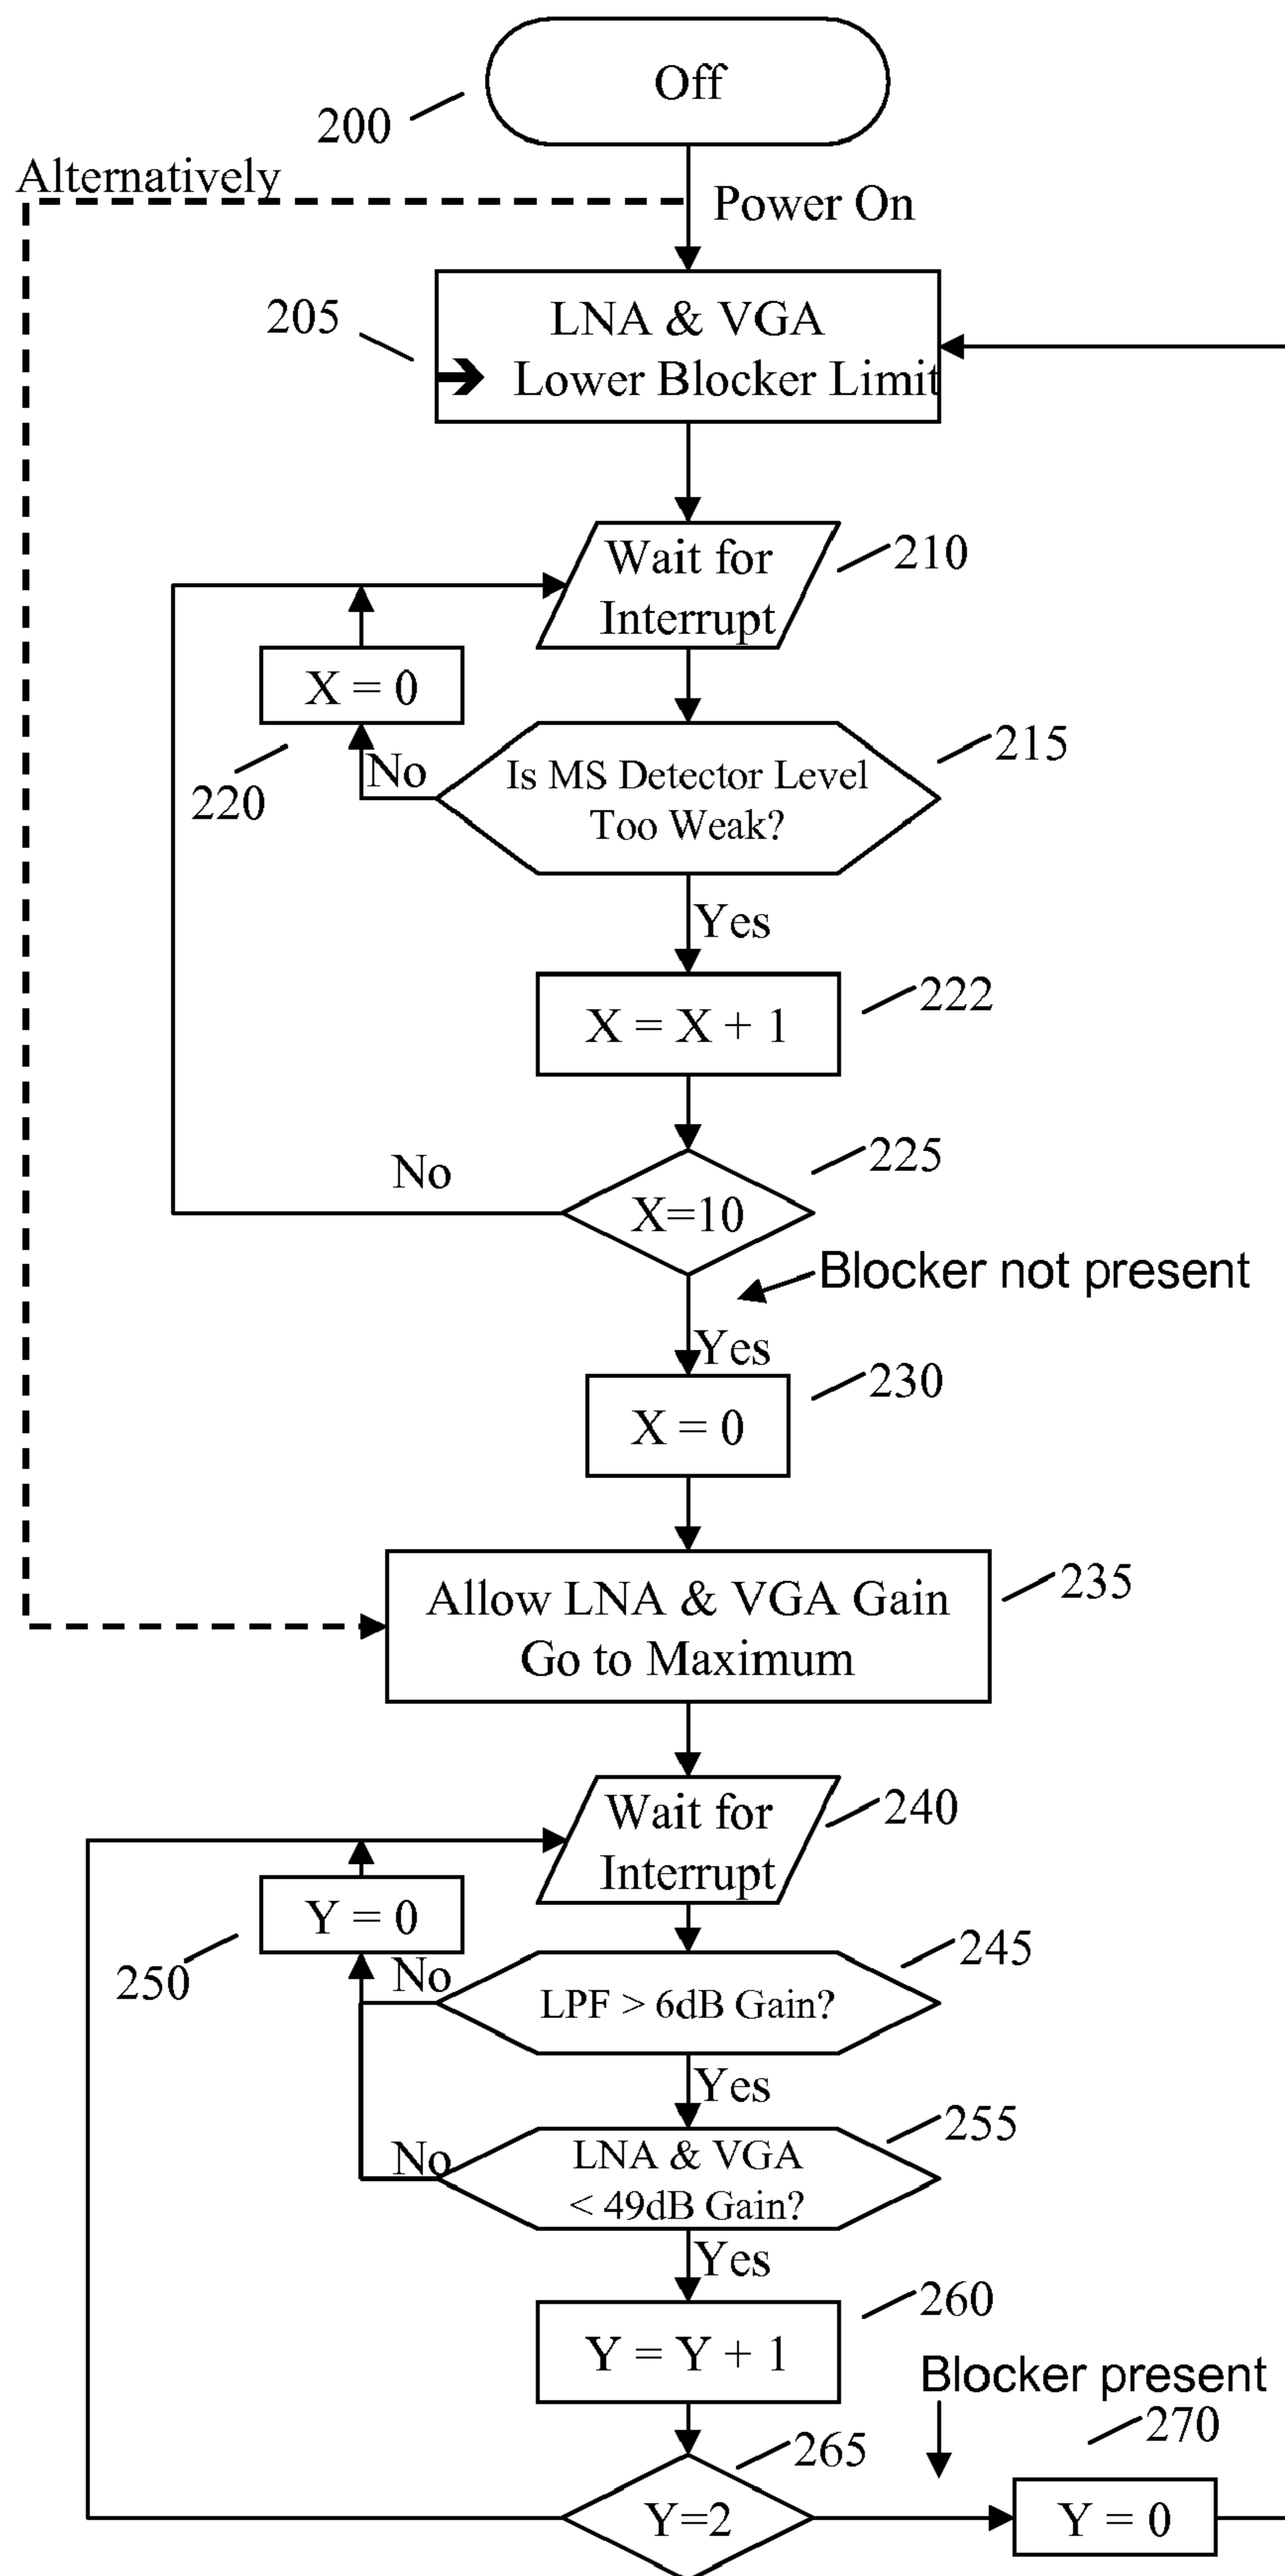 Off
200
Alternatively
Power On
205
LNA & VGA
➔ Lower Blocker Limit
Wait for
Interrupt
210
X = 0
220
No
Is MS Detector Level
Too Weak?
215
Yes
X = X + 1
222
No
X=10
225
Blocker not present
Yes
X = 0
230
Allow LNA & VGA Gain
Go to Maximum
235
Wait for
Interrupt
240
Y = 0
250
No
LPF > 6dB Gain?
245
Yes
No
LNA & VGA
< 49dB Gain?
255
Yes
Y = Y + 1
260
Blocker present
270
265
Y=2
Y = 0